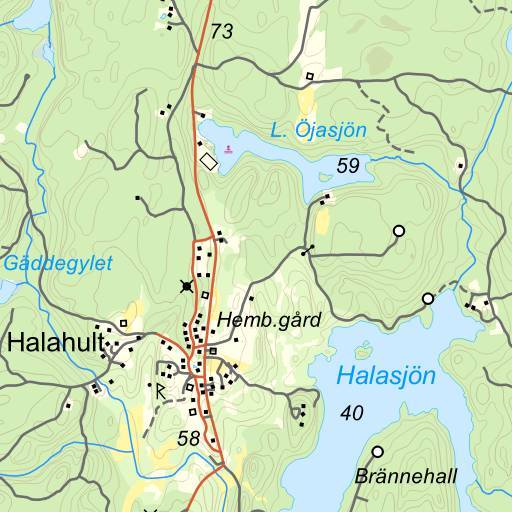 73
L. Öjasjön
59
Gäddegylet
Hemb.gård
Halahult
Halasjön
R
40
58
Brännehall